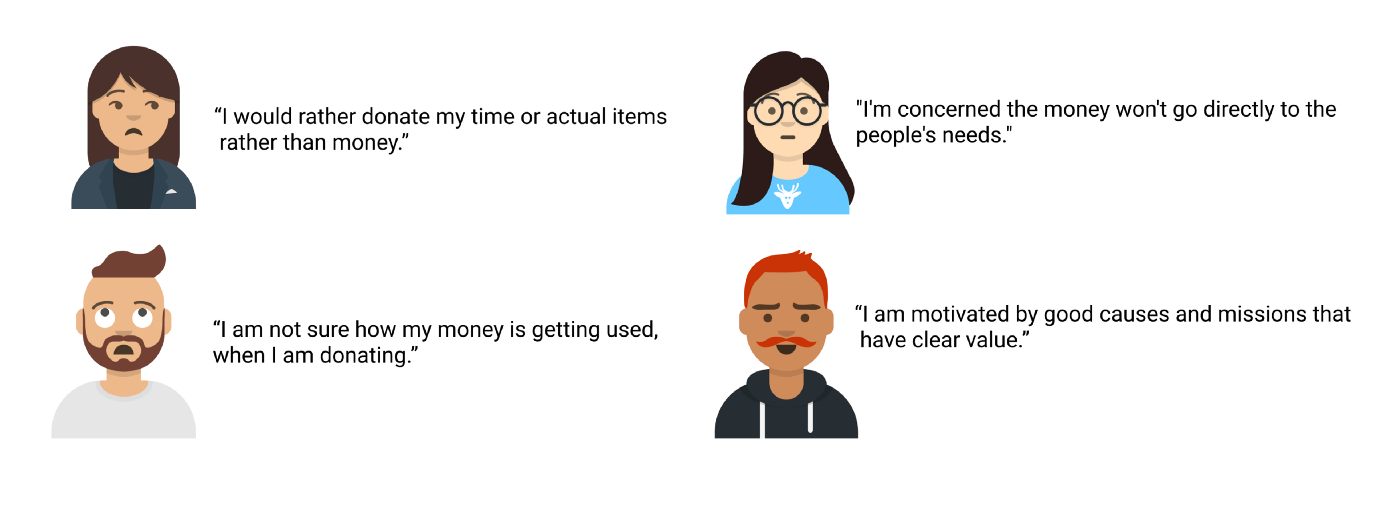 “I would rather donate my time or actual items
rather than money.”
"I'm concerned the money won't go directly to the
people's needs."
“I am not sure how my money is getting used,
when I am donating.”
“I am motivated by good causes and missions that
have clear value.”